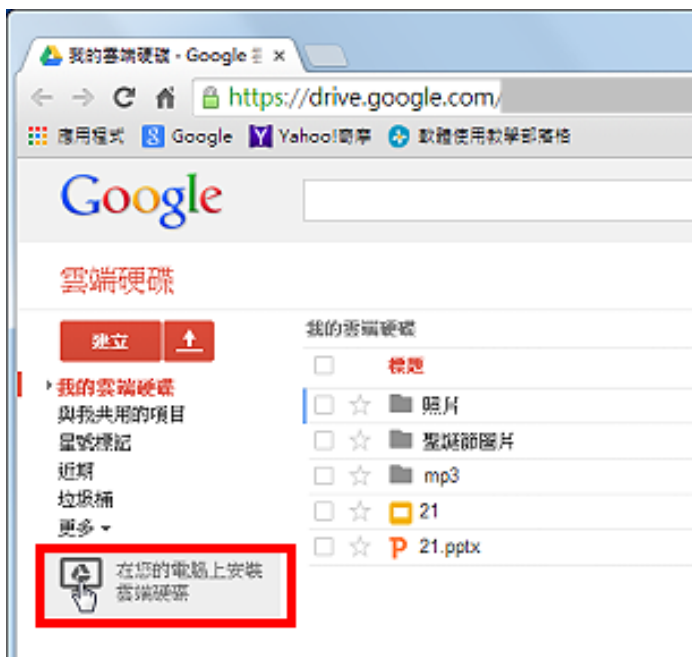 我的雲端硬碟 - Google 雲
https://drive.google.com/
應用程式 Google Yahoo!奇摩 軟體使用教學部落格
Google
雲端硬碟
建立
我的雲端硬碟
標題
我的雲端硬碟
與我共用的項目
星號標記
近期
垃圾桶
更多
在您的電腦上安裝
雲端硬碟
照片
聖誕節圖片
mp3
21
P 21.pptx